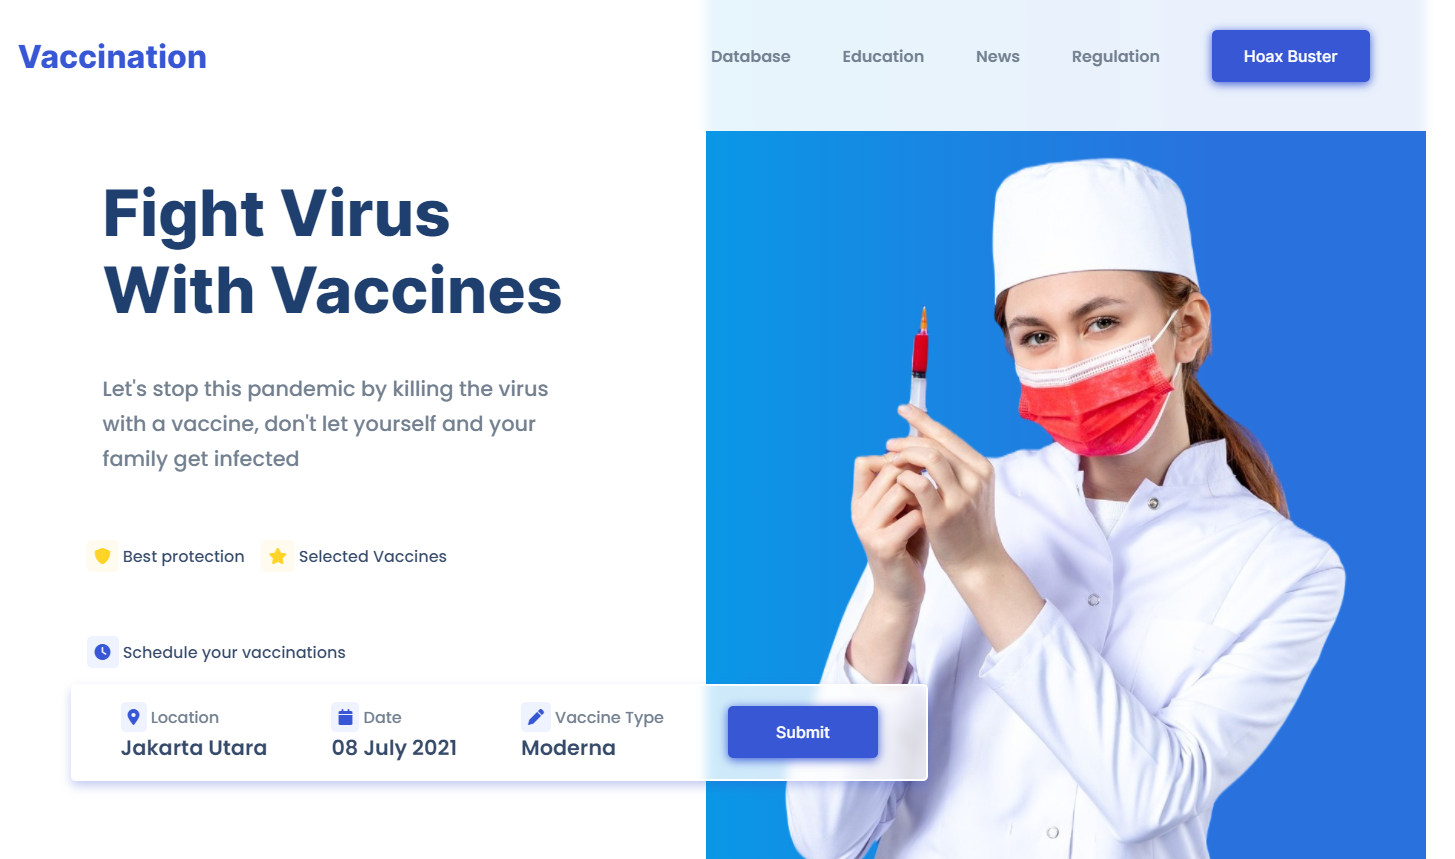 Vaccination
Database Education News Regulation Hoax Buster
Fight Virus
With Vaccines
Let's stop this pandemic by killing the virus
with a vaccine, don't let yourself and your
family get infected
Best protection Selected Vaccines
Schedule your vaccinations
Location Date Vaccine Type
Jakarta Utara 08 July 2021 Moderna
Submit